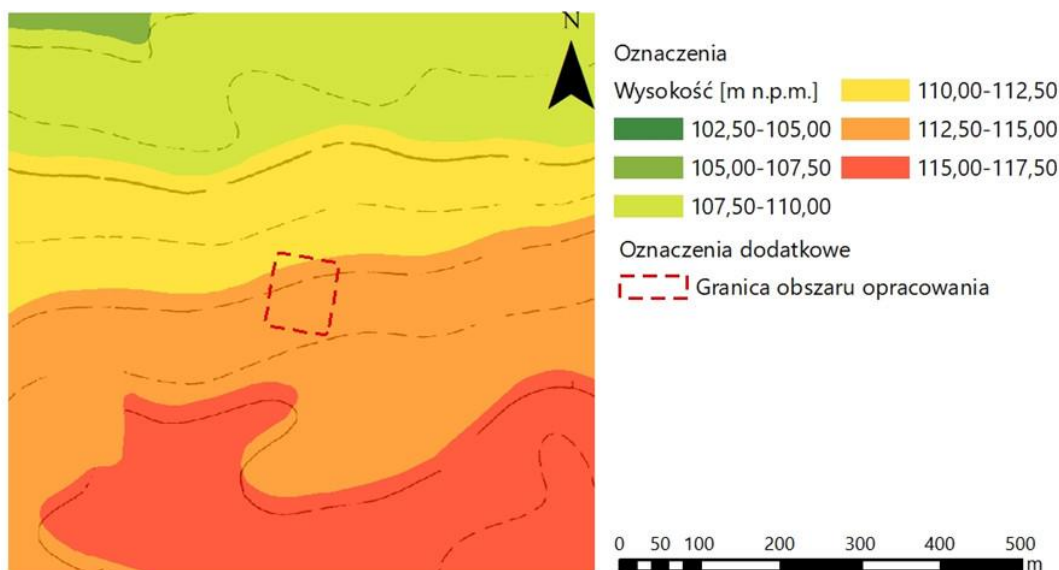 N
Oznaczenia
Wysokość [m n.p.m.]
102,50-105,00
105,00-107,50
107,50-110,00
110,00-112,50
112,50-115,00
115,00-117,50
Oznaczenia dodatkowe
Granica obszaru opracowania
0 50 100 200 300 400 500
m